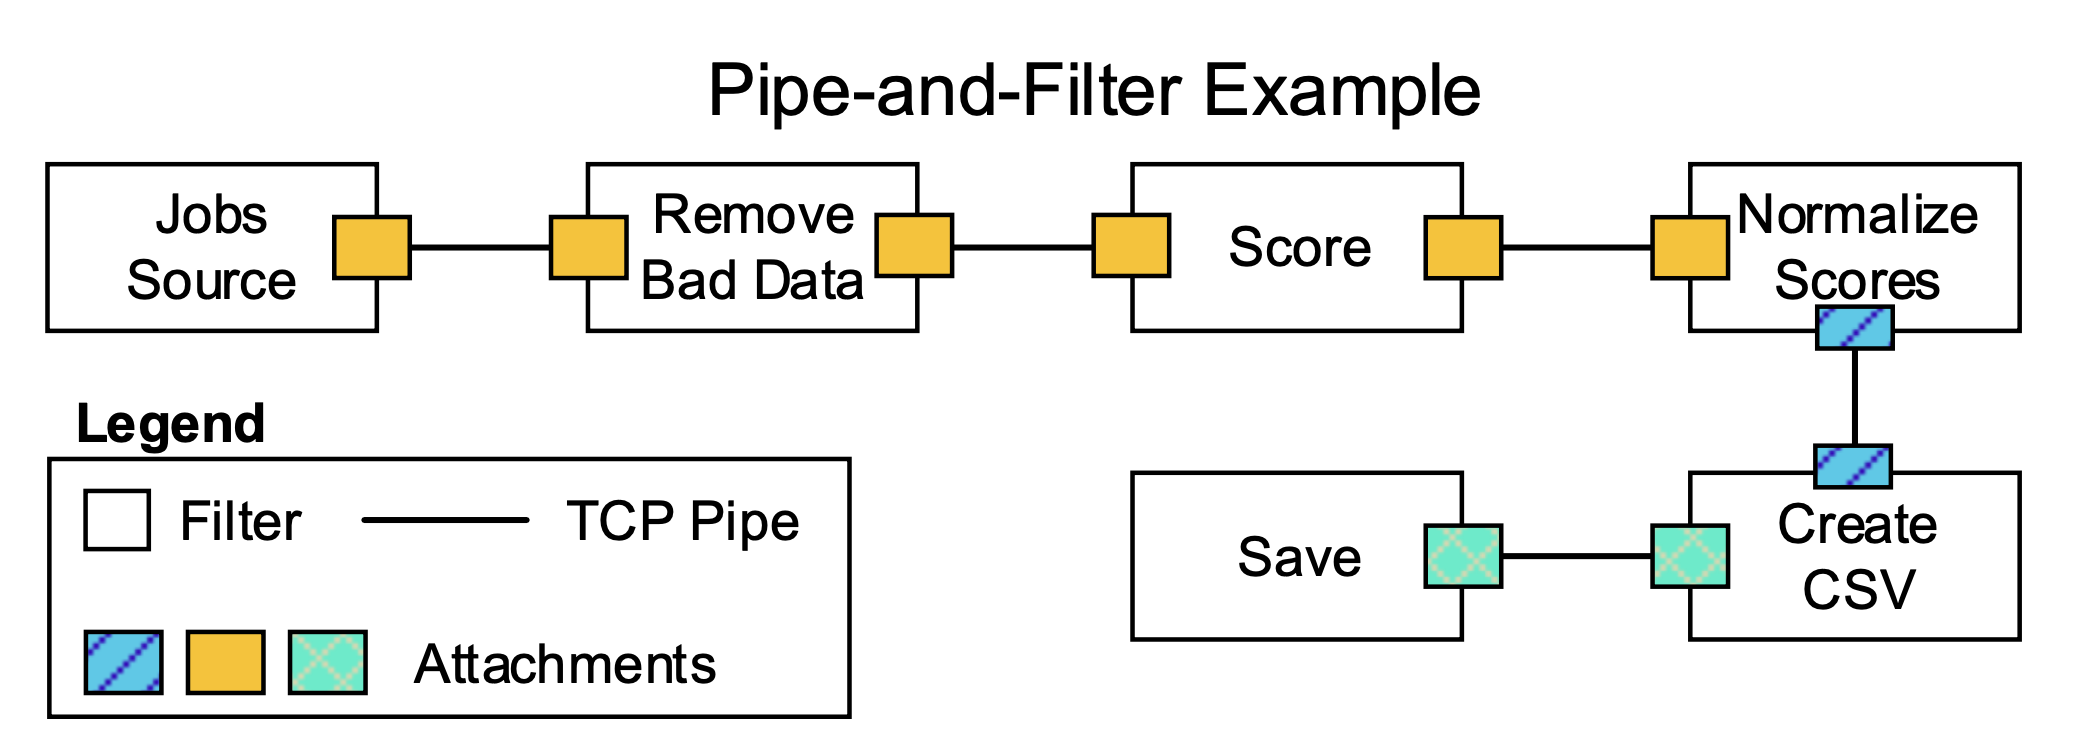 Pipe-and-Filter Example
Jobs
Source
Remove
Bad Data
Score
Normalize
Scores
Legend
Filter
TCP Pipe
Attachments
Save
Create
CSV